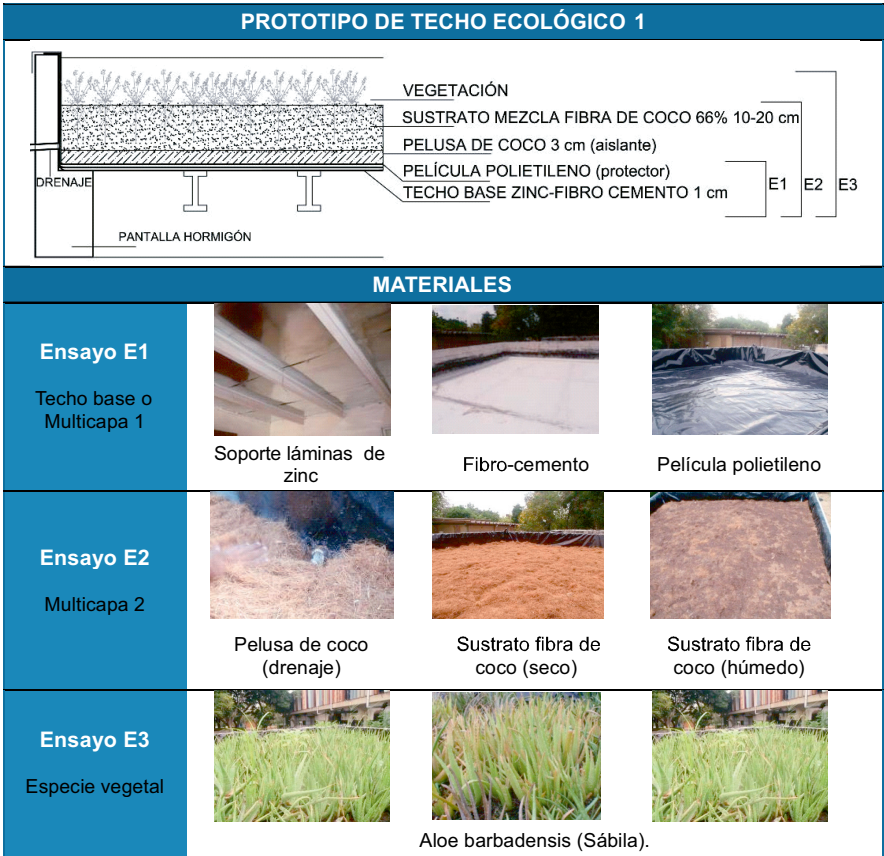 PROTOTIPO DE TECHO ECOLÓGICO 1
VEGETACIÓN
SUSTRATO MEZCLA FIBRA DE COCO 66% 10-20 cm
PELUSA DE COCO 3 cm (aislante)
PELÍCULA POLIETILENO (protector)
TECHO BASE ZINC-FIBRO CEMENTO 1 cm
E1
E2
E3
DRENAJE
PANTALLA HORMIGÓN
MATERIALES
Ensayo E1
Techo base o
Multicapa 1
Soporte láminas de
zinc
Fibro-cemento
Película polietileno
Ensayo E2
Multicapa 2
Pelusa de coco
(drenaje)
Sustrato fibra de
coco (seco)
Sustrato fibra de
coco (húmedo)
Ensayo E3
Especie vegetal
Aloe barbadensis (Sábila).